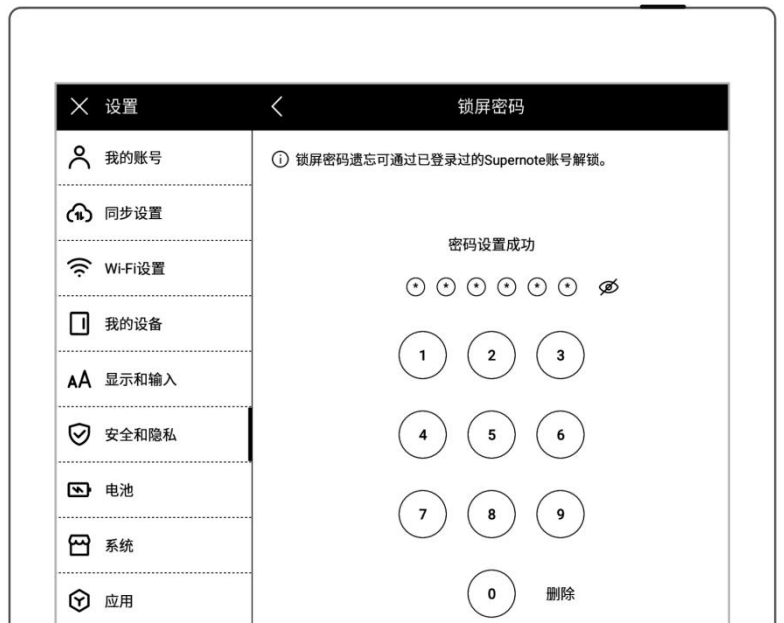 设置
锁屏密码
我的账号
同步设置
Wi-Fi设置
我的设备
显示和输入
安全和隐私
电池
系统
应用
锁屏密码遗忘可通过已登录过的Supernote账号解锁。
密码设置成功
* * * * * *
1 2 3
4 5 6
7 8 9
0 删除